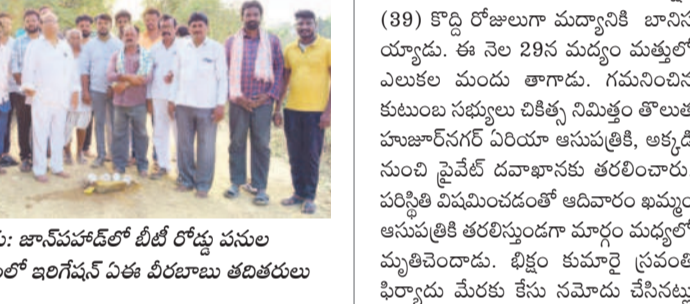 జాన్‌పహాడ్‌లో బీటీ రోడ్డు పనుల
ఇరిగేషన్ ఏఈ వీరబాబు తదితరులు
(39) కొద్ది రోజులుగా మద్యానికి బానిస
య్యాడు. ఈ నెల 29న మద్యం మత్తులో
ఎలుకల మందు తాగాడు. గమనించిన
కుటుంబ సభ్యులు చికిత్స నిమిత్తం తొలుత
హుజూర్‌నగర్ ఏరియా ఆసుపత్రికి, అక్కడి
నుంచి ప్రైవేట్ దవాఖానకు తరలించారు.
పరిస్థితి విషమించడంతో ఆదివారం ఖమ్మం
ఆసుపత్రికి తరలిస్తుండగా మార్గం మధ్యలో
మృతిచెందాడు. భిక్షం కుమారై స్రవంతి
ఫిర్యాదు మేరకు కేసు నమోదు చేసినట్లు